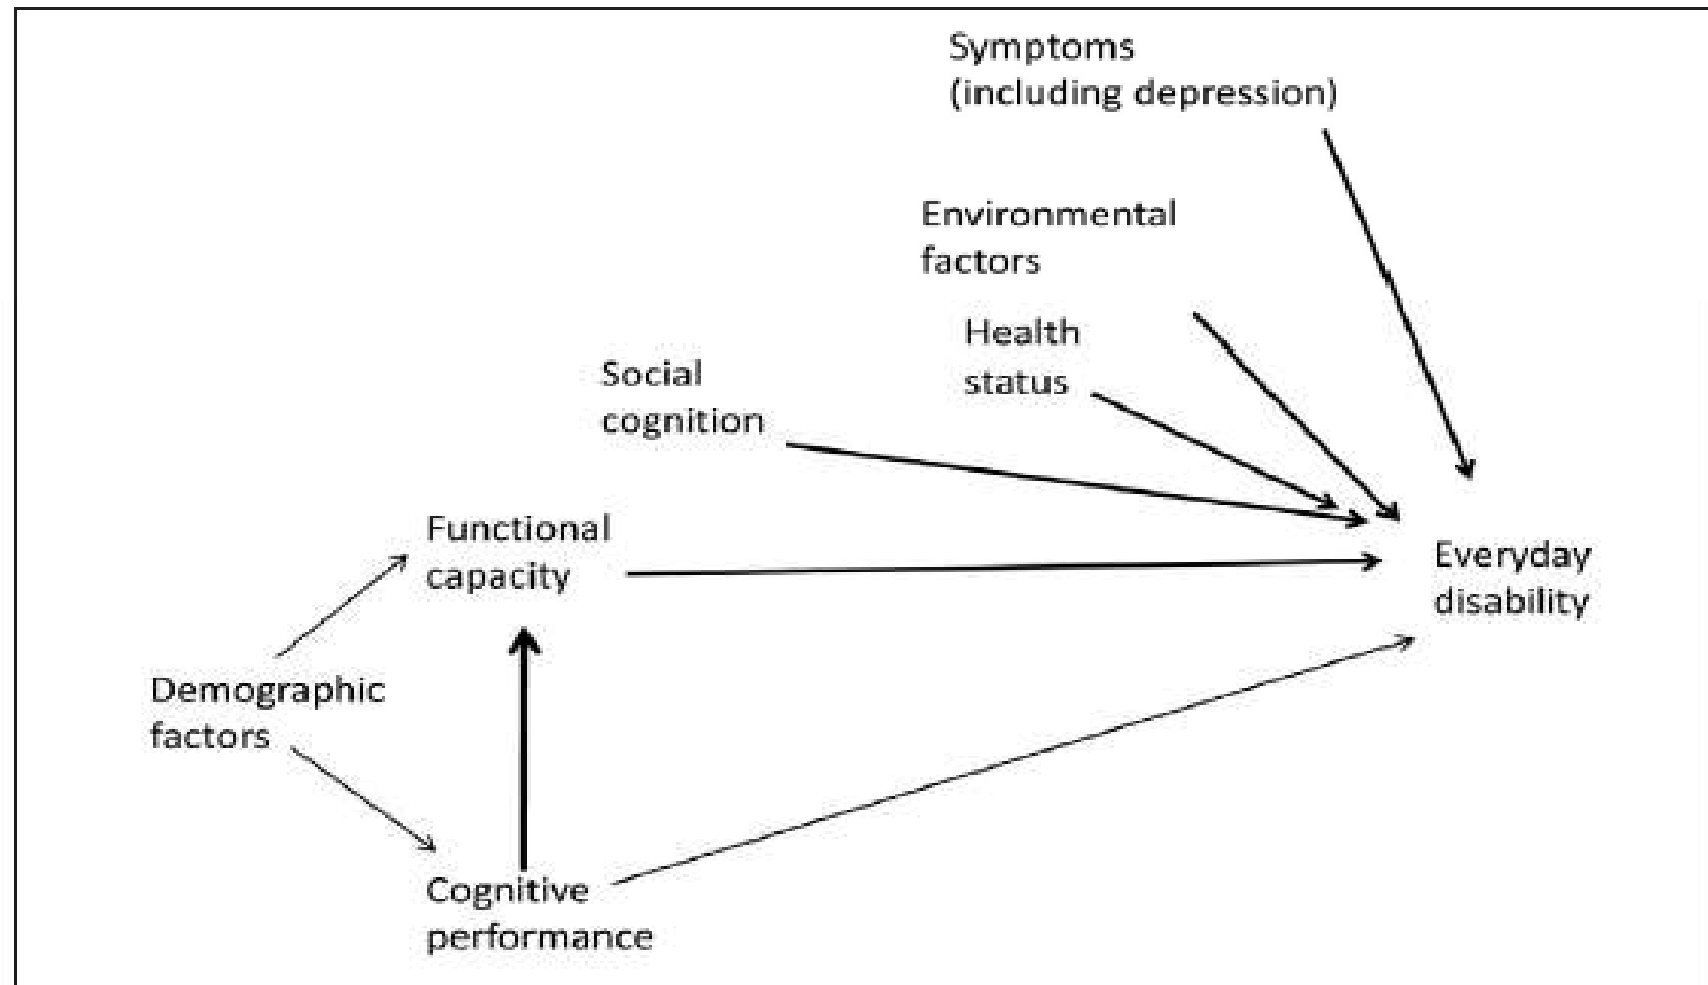 Symptoms
(including depression)
Environmental
factors
Health
status
Social
cognition
Functional
capacity
Everyday
disability
Demographic
factors
Cognitive
performance